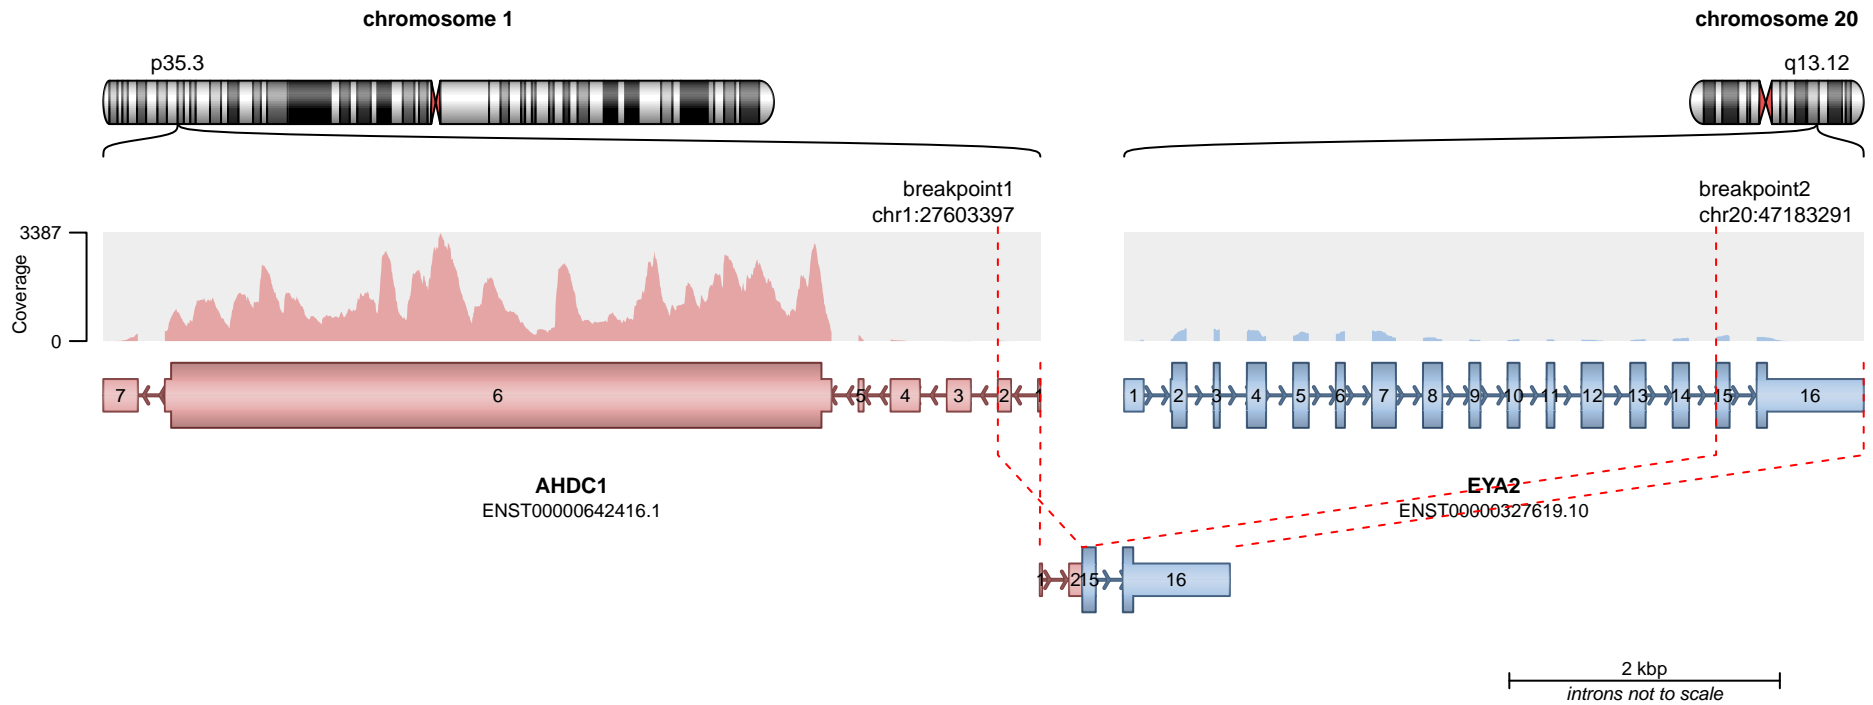 chromosome 1
chromosome 20
p35.3
q13.12
breakpoint1
chr1:27603397
breakpoint2
chr20:47183291
3387
Coverage
0
7 6 5 4 3 2 1
1 2 3 4 5 6 7 8 9 10 11 12 13 14 15 16
AHDC1
ENST00000642416.1
EYA2
ENST00000327619.10
1 2 15 16
2 kbp
introns not to scale